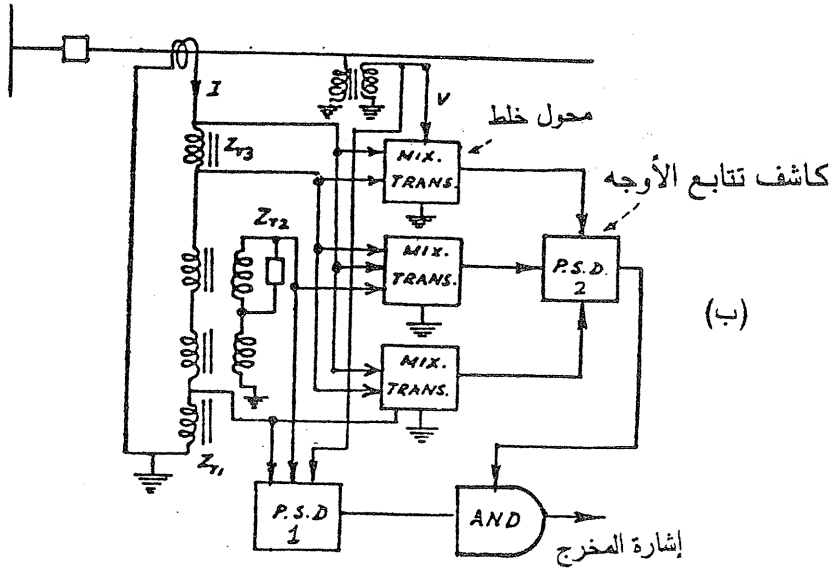 I
V
محول خلط
Zr3
MIX.
TRANS.
كاشف تتابع الأوجه
Zr2
MIX.
TRANS.
P.S.D.
2
(ب)
MIX.
TRANS.
Zr1
P.S.D
1
AND
إشارة المخرج